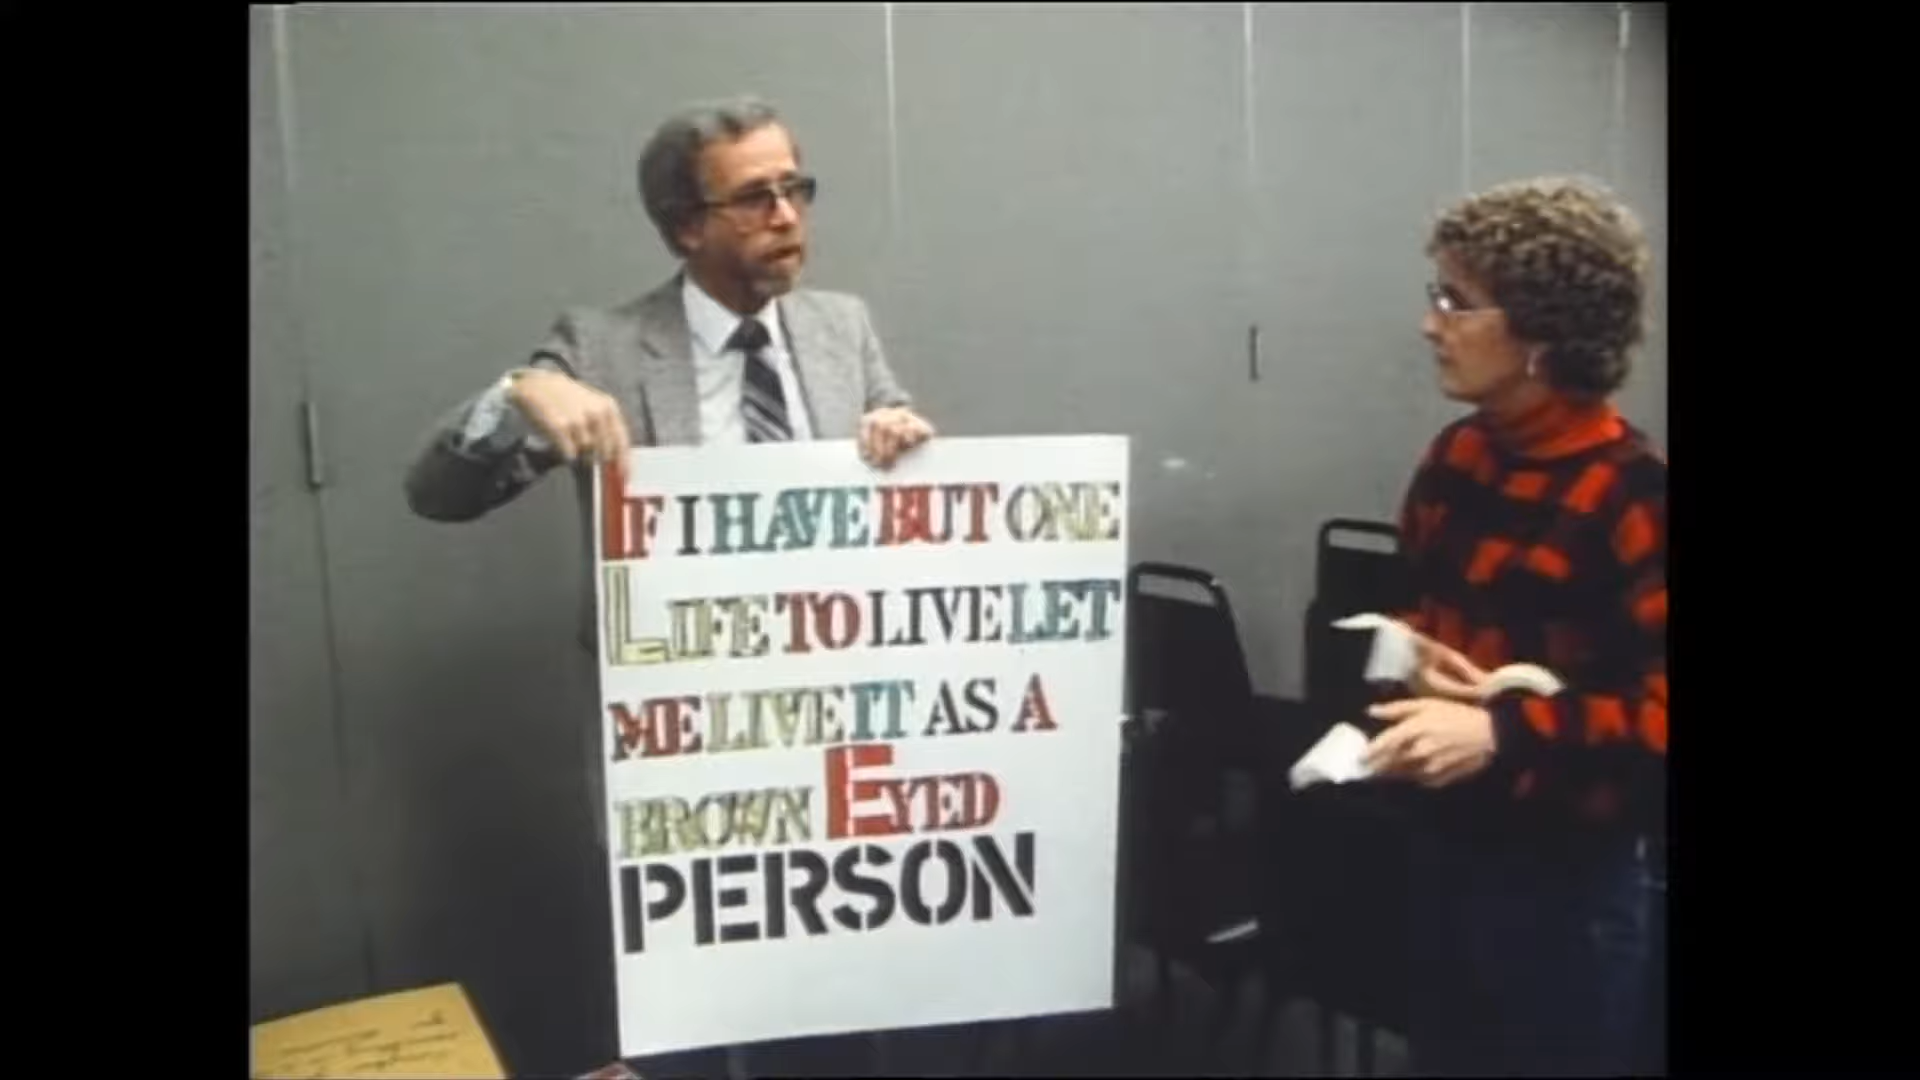 IF I HAVE BUT ONE
LIFE TO LIVE LET
ME LIVE IT AS A
BROWN EYED
PERSON